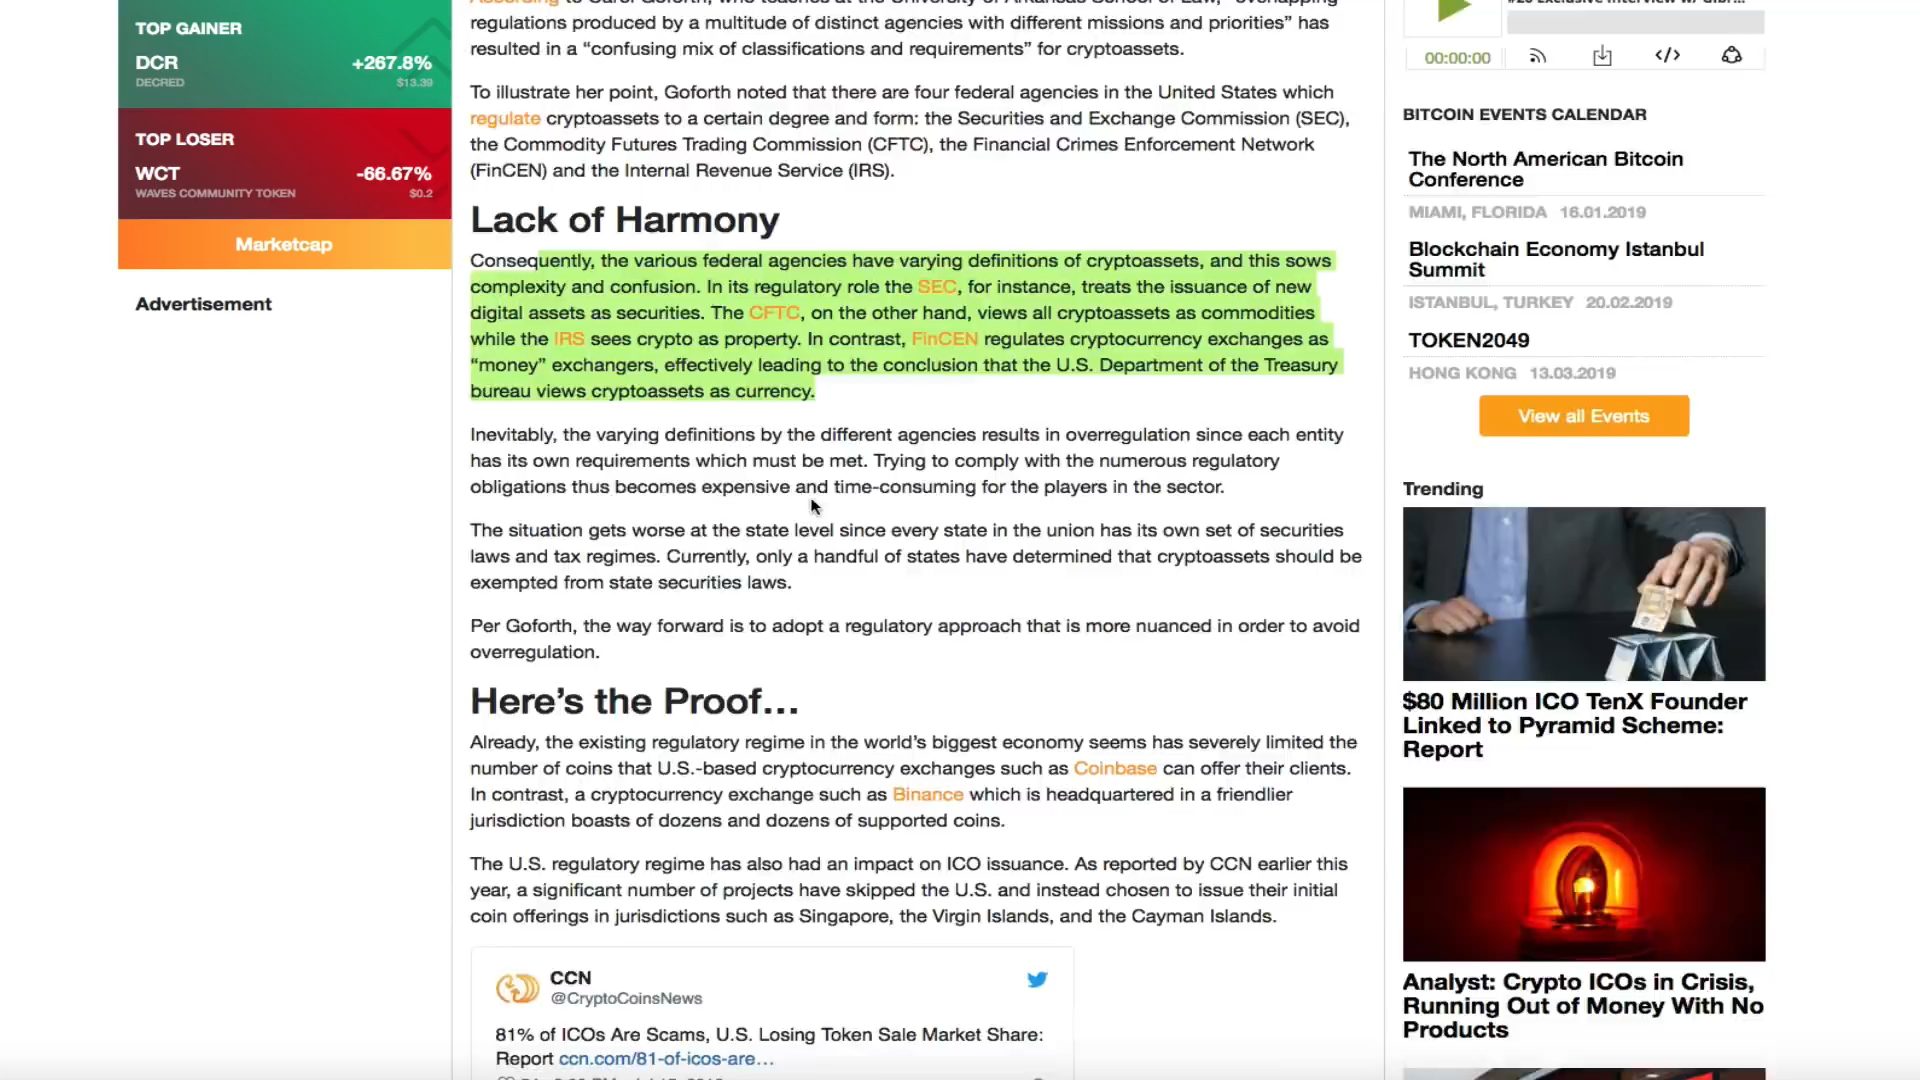 TOP GAINER
DCR +267.8%
DECRED $13.39
TOP LOSER
WCT -66.67%
WAVES COMMUNITY TOKEN $0.2
Marketcap
Advertisement
According to Carol Goforth, who teaches at the University of Arkansas School of Law, “overlapping
regulations produced by a multitude of distinct agencies with different missions and priorities” has
resulted in a “confusing mix of classifications and requirements” for cryptoassets.
To illustrate her point, Goforth noted that there are four federal agencies in the United States which
regulate cryptoassets to a certain degree and form: the Securities and Exchange Commission (SEC),
the Commodity Futures Trading Commission (CFTC), the Financial Crimes Enforcement Network
(FinCEN) and the Internal Revenue Service (IRS).
Lack of Harmony
Consequently, the various federal agencies have varying definitions of cryptoassets, and this sows
complexity and confusion. In its regulatory role the SEC, for instance, treats the issuance of new
digital assets as securities. The CFTC, on the other hand, views all cryptoassets as commodities
while the IRS sees crypto as property. In contrast, FinCEN regulates cryptocurrency exchanges as
“money” exchangers, effectively leading to the conclusion that the U.S. Department of the Treasury
bureau views cryptoassets as currency.
Inevitably, the varying definitions by the different agencies results in overregulation since each entity
has its own requirements which must be met. Trying to comply with the numerous regulatory
obligations thus becomes expensive and time-consuming for the players in the sector.
The situation gets worse at the state level since every state in the union has its own set of securities
laws and tax regimes. Currently, only a handful of states have determined that cryptoassets should be
exempted from state securities laws.
Per Goforth, the way forward is to adopt a regulatory approach that is more nuanced in order to avoid
overregulation.
Here’s the Proof…
Already, the existing regulatory regime in the world’s biggest economy seems has severely limited the
number of coins that U.S.-based cryptocurrency exchanges such as Coinbase can offer their clients.
In contrast, a cryptocurrency exchange such as Binance which is headquartered in a friendlier
jurisdiction boasts of dozens and dozens of supported coins.
The U.S. regulatory regime has also had an impact on ICO issuance. As reported by CCN earlier this
year, a significant number of projects have skipped the U.S. and instead chosen to issue their initial
coin offerings in jurisdictions such as Singapore, the Virgin Islands, and the Cayman Islands.
CCN
@CryptoCoinsNews
81% of ICOs Are Scams, U.S. Losing Token Sale Market Share:
Report ccn.com/81-of-icos-are…
00:00:00
BITCOIN EVENTS CALENDAR
The North American Bitcoin
Conference
MIAMI, FLORIDA 16.01.2019
Blockchain Economy Istanbul
Summit
ISTANBUL, TURKEY 20.02.2019
TOKEN2049
HONG KONG 13.03.2019
View all Events
Trending
$80 Million ICO TenX Founder
Linked to Pyramid Scheme:
Report
Analyst: Crypto ICOs in Crisis,
Running Out of Money With No
Products